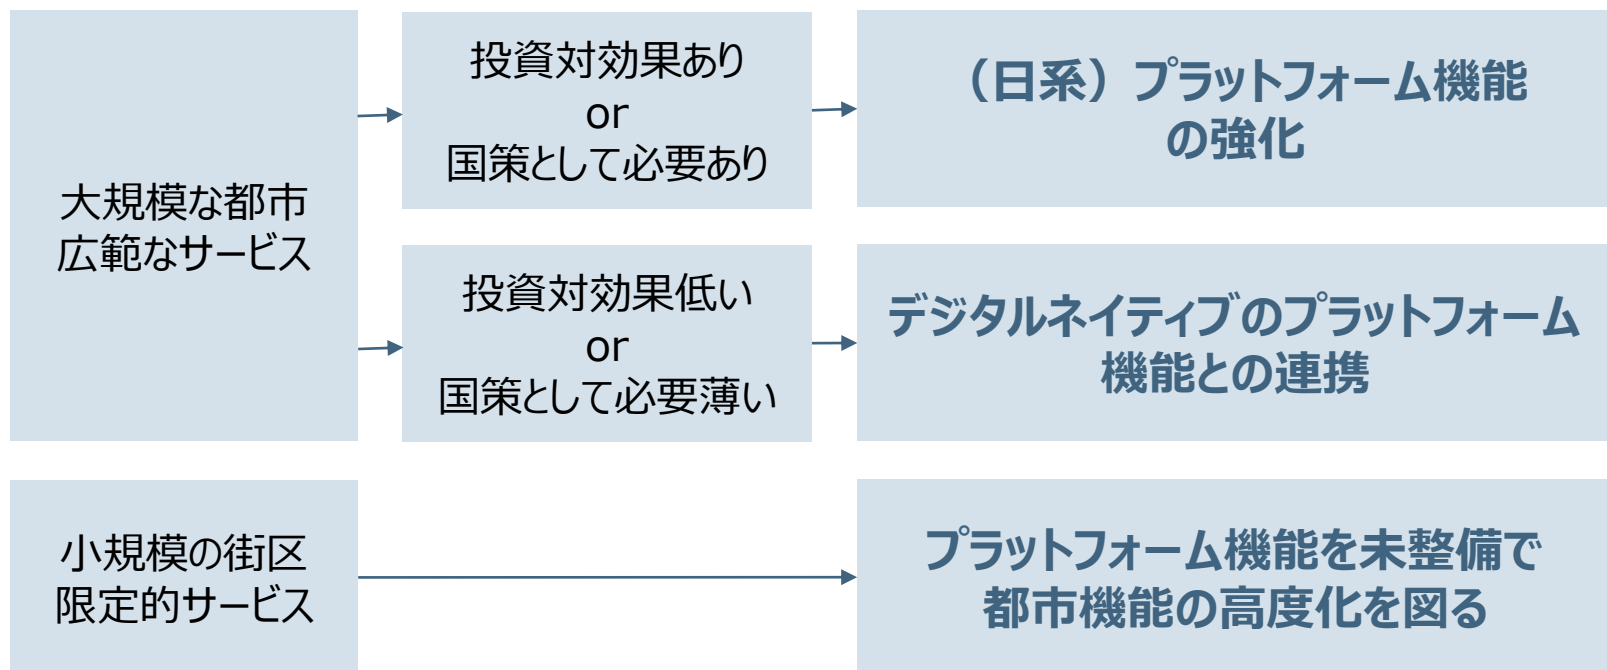 大規模な都市
広範なサービス
投資対効果あり
or
国策として必要あり
（日系）プラットフォーム機能
の強化
投資対効果低い
or
国策として必要薄い
デジタルネイティブのプラットフォーム
機能との連携
小規模の街区
限定的サービス
プラットフォーム機能を未整備で
都市機能の高度化を図る